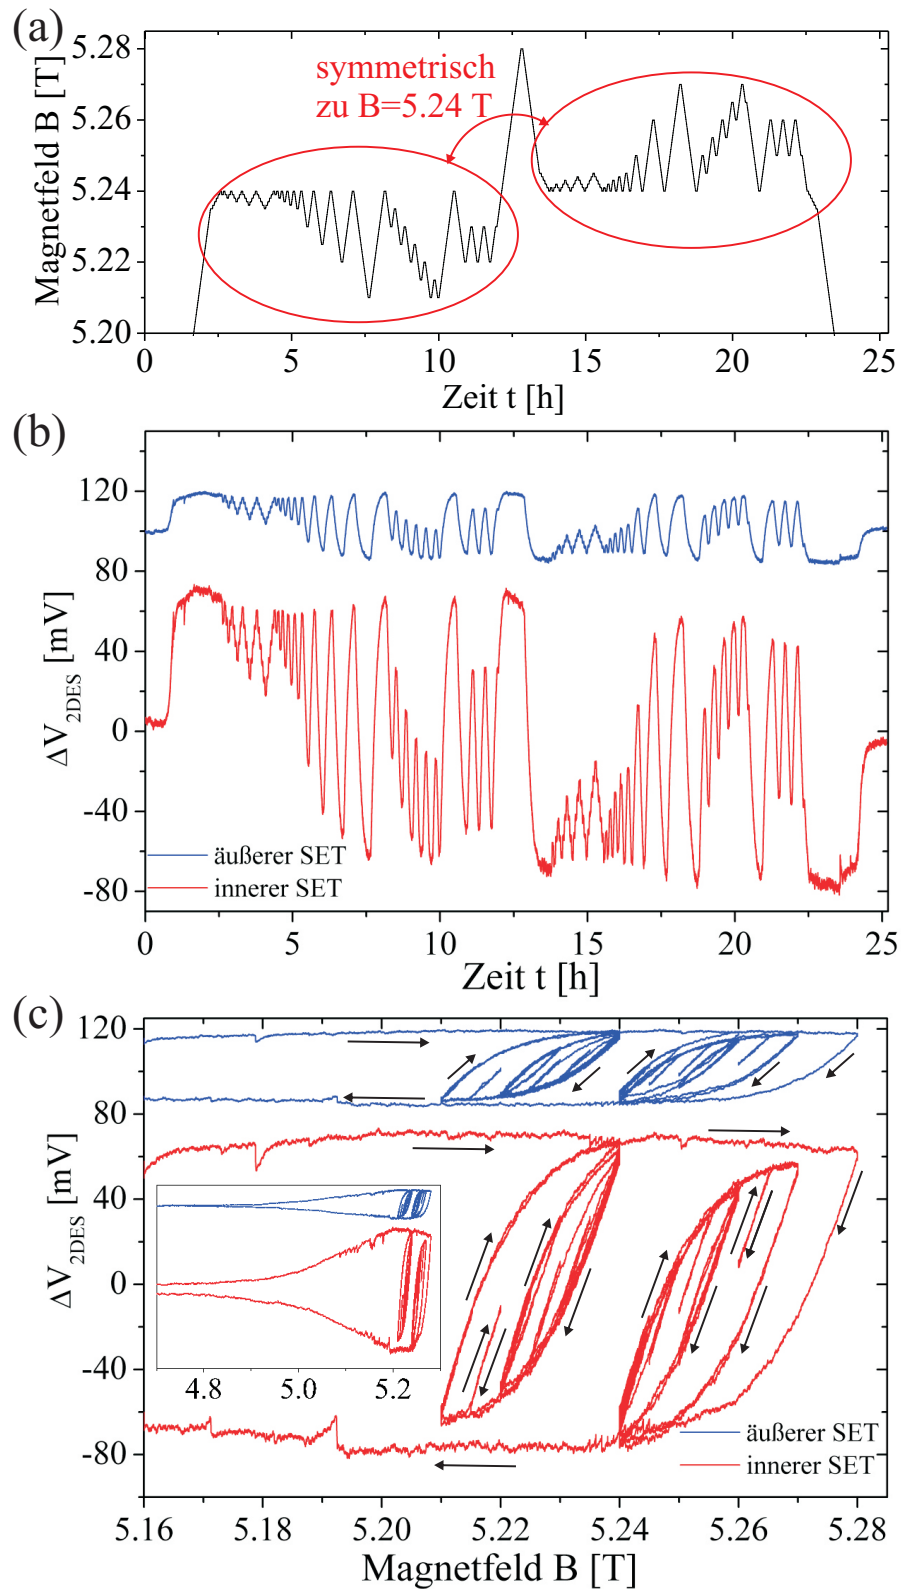 (a)
Magnetfeld B [T]
5.28
5.26
5.24
5.22
5.20
symmetrisch
zu B=5.24 T
0 5 10 15 20 25
Zeit t [h]
(b)
ΔV2DES [mV]
120
80
40
0
-40
-80
äußerer SET
innerer SET
0 5 10 15 20 25
Zeit t [h]
(c)
ΔV2DES [mV]
120
80
40
0
-40
-80
4.8 5.0 5.2
äußerer SET
innerer SET
5.16 5.18 5.20 5.22 5.24 5.26 5.28
Magnetfeld B [T]